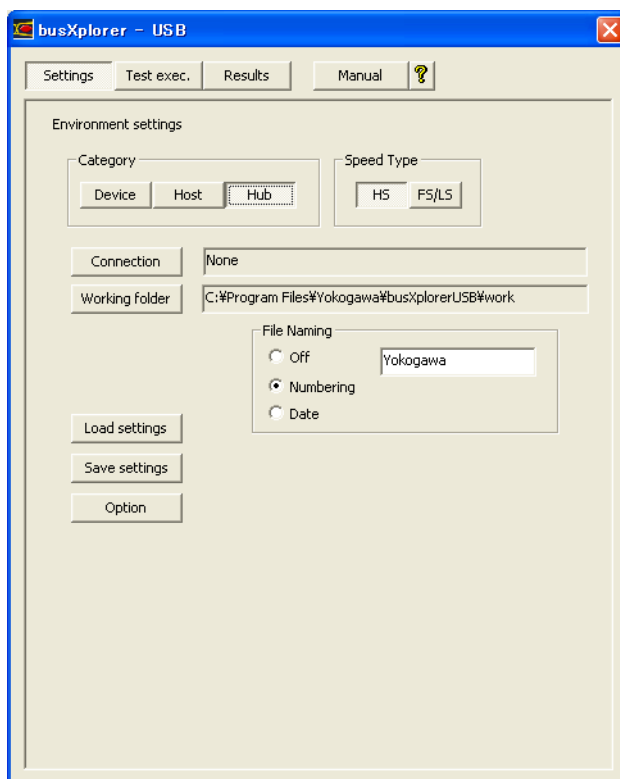 busXplorer - USB
Settings Test exec. Results Manual ?
Environment settings
Category
Device Host Hub
Speed Type
HS FS/LS
Connection None
Working folder C:¥Program Files¥Yokogawa¥busXplorerUSB¥work
File Naming
Off Yokogawa
Numbering
Date
Load settings
Save settings
Option